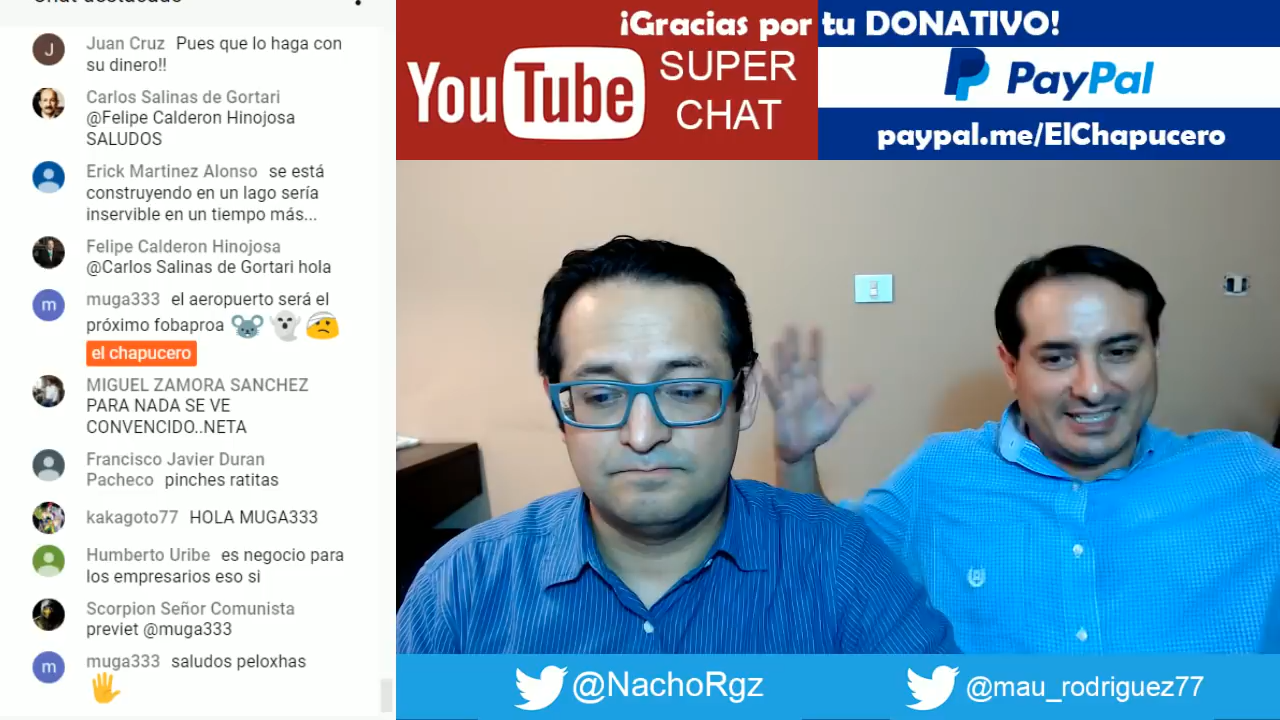 Chat destacado
J
Juan Cruz Pues que lo haga con
su dinero!!
Carlos Salinas de Gortari
@Felipe Calderon Hinojosa
SALUDOS
Erick Martinez Alonso se está
construyendo en un lago sería
inservible en un tiempo más...
Felipe Calderon Hinojosa
@Carlos Salinas de Gortari hola
m
muga333 el aeropuerto será el
próximo fobaproa
el chapucero
MIGUEL ZAMORA SANCHEZ
PARA NADA SE VE
CONVENCIDO..NETA
Francisco Javier Duran
Pacheco pinches ratitas
kakagoto77 HOLA MUGA333
Humberto Uribe es negocio para
los empresarios eso si
Scorpion Señor Comunista
previet @muga333
m
muga333 saludos peloxhas
¡Gracias por tu DONATIVO!
YouTube SUPER
CHAT
PayPal
paypal.me/ElChapucero
@NachoRgz
@mau_rodriguez77